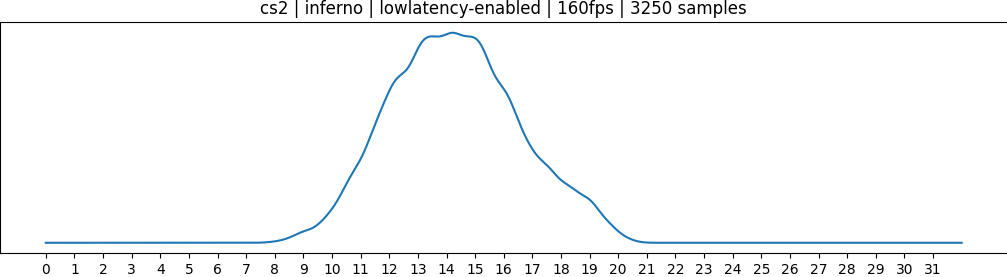 cs2 | inferno | lowlatency-enabled | 160fps | 3250 samples
0 1 2 3 4 5 6 7 8 9 10 11 12 13 14 15 16 17 18 19 20 21 22 23 24 25 26 27 28 29 30 31